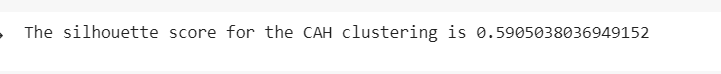 The silhouette score for the CAH clustering is 0.5905038036949152